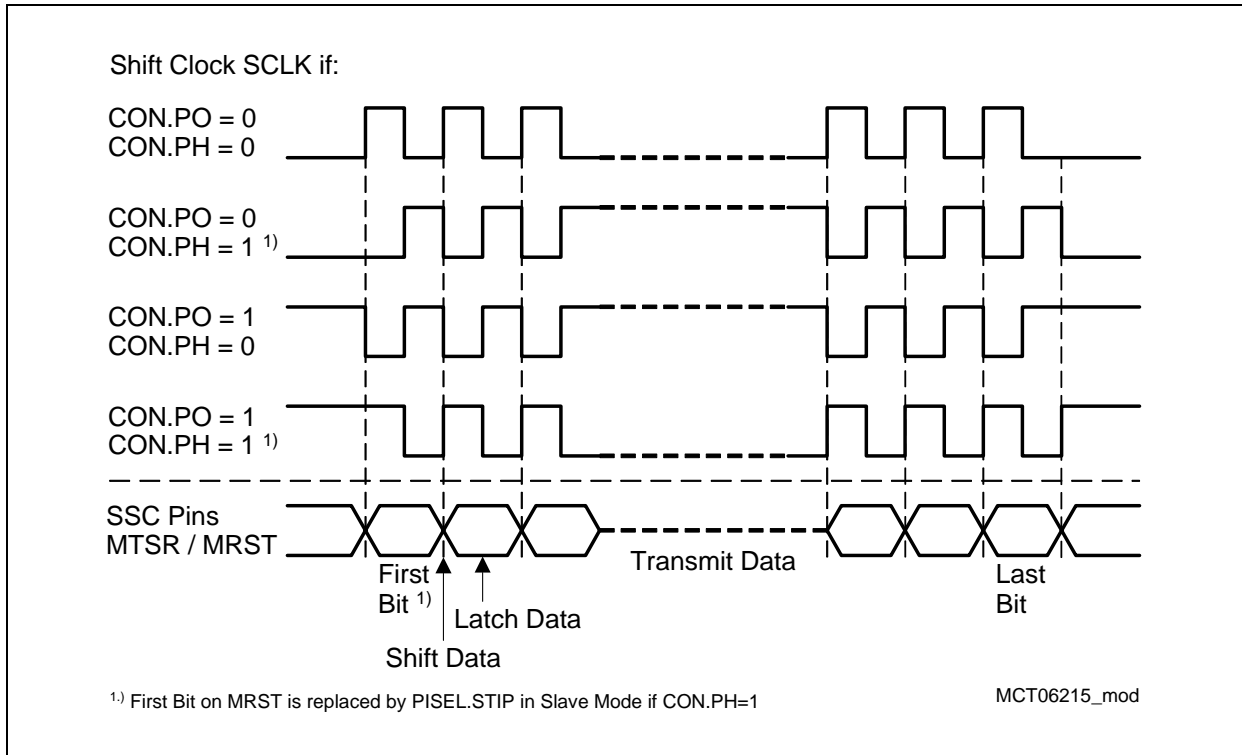 Shift Clock SCLK if:
CON.PO = 0
CON.PH = 0
CON.PO = 0
CON.PH = 1 1)
CON.PO = 1
CON.PH = 0
CON.PO = 1
CON.PH = 1 1)
SSC Pins
MTSR / MRST
First
Bit 1)
Latch Data
Shift Data
Transmit Data
Last
Bit
1.) First Bit on MRST is replaced by PISEL.STIP in Slave Mode if CON.PH=1
MCT06215_mod